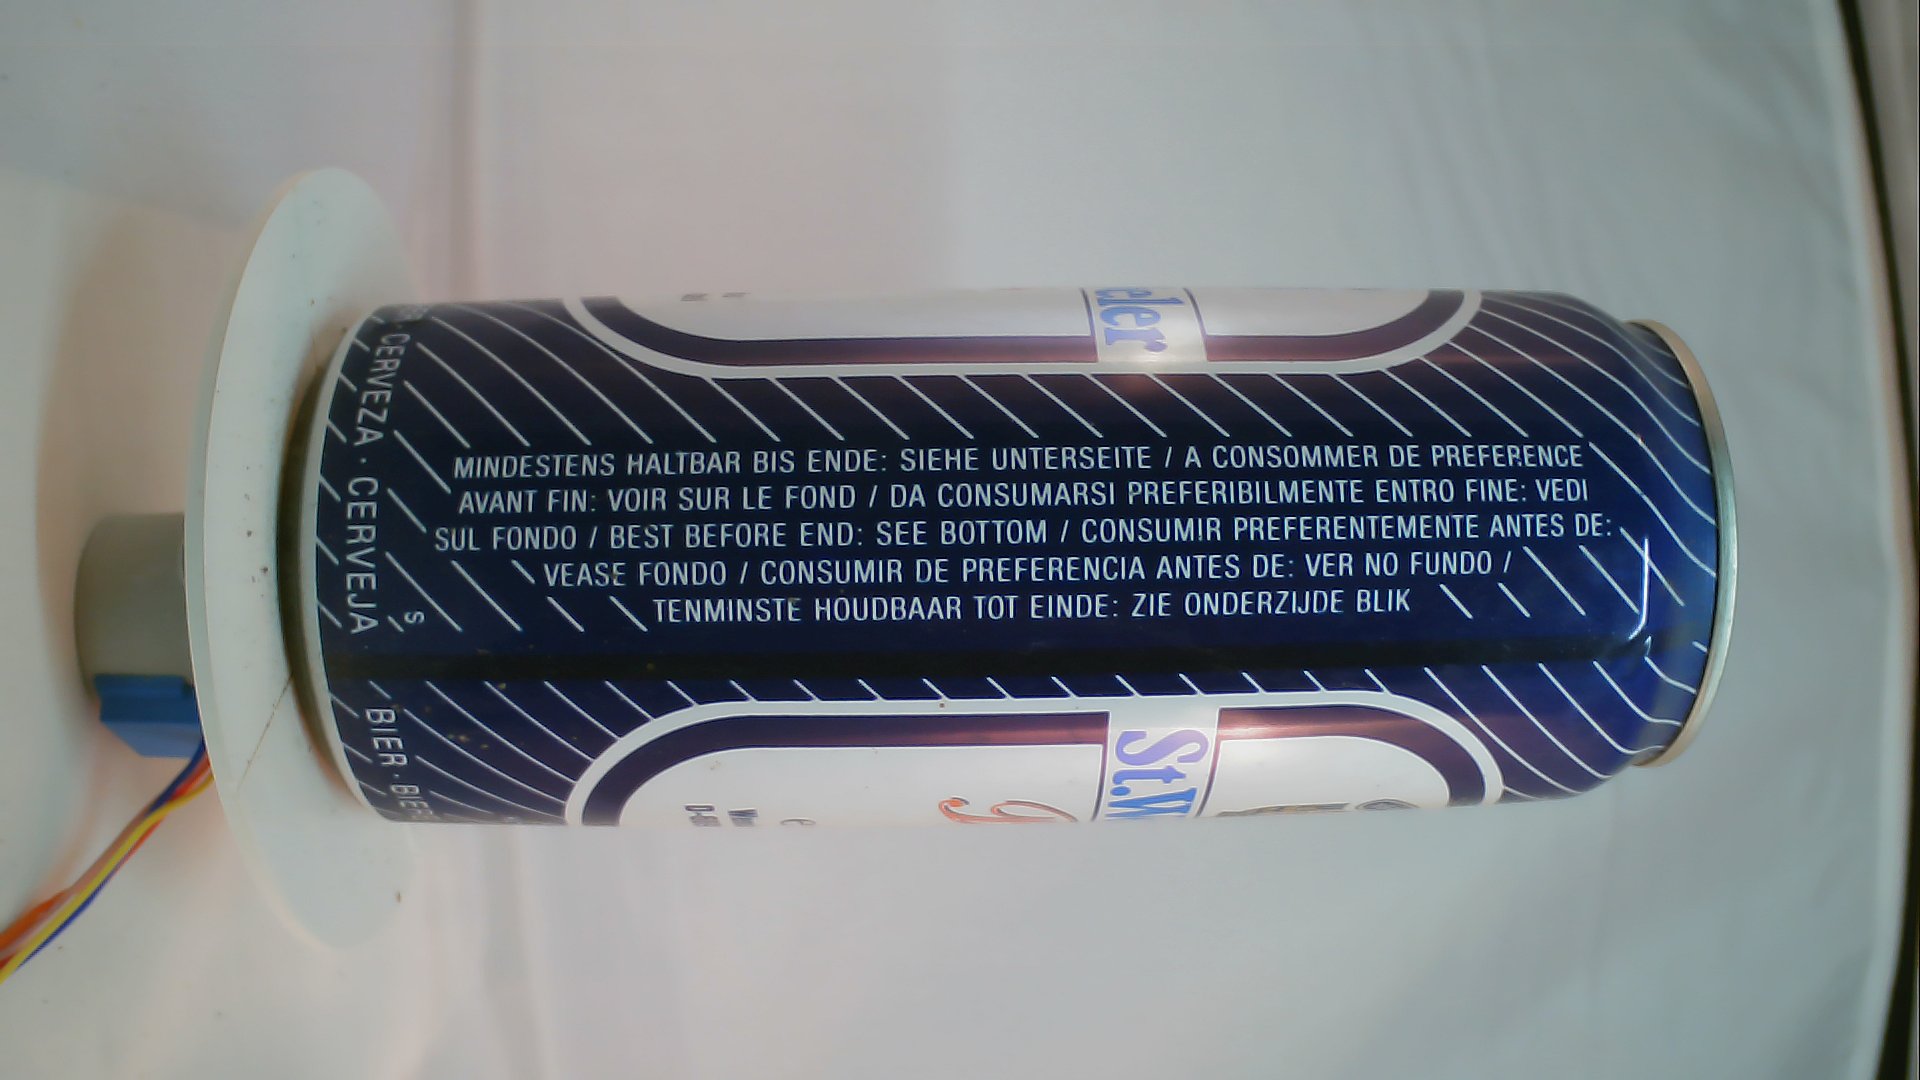 MINDESTENS HALTBAR BIS ENDE: SIEHE UNTERSEITE / A CONSOMMER DE PREFERENCE
AVANT FIN: VOIR SUR LE FOND / DA CONSUMARSI PREFERIBILMENTE ENTRO FINE: VEDI
SUL FONDO / BEST BEFORE END: SEE BOTTOM / CONSUMIR PREFERENTEMENTE ANTES DE:
VEASE FONDO / CONSUMIR DE PREFERENCIA ANTES DE: VER NO FUNDO /
TENMINSTE HOUDBAAR TOT EINDE: ZIE ONDERZIJDE BLIK
· CERVEZA · CERVEJA · BIER · BIER
S
eler
St.W